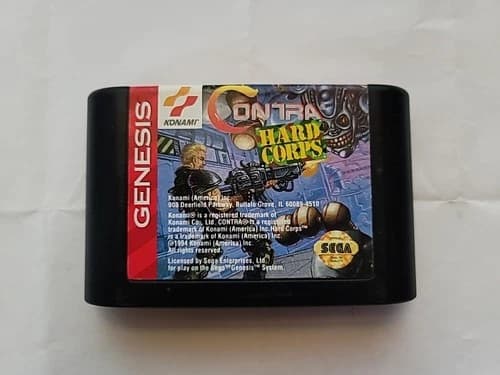 GENESIS
KONAMI
CONTRA
HARD
CORPS
Konami (America) Inc.
900 Deerfield Parkway, Buffalo Grove, IL 60089-4510
Konami® is a registered trademark of
Konami Co., Ltd. CONTRA® is a registered
trademark of Konami (America) Inc. Hard Corps™
is a trademark of Konami (America) Inc.
©1994 Konami (America) Inc.
All rights reserved.
Licensed by Sega Enterprises, Ltd.
for play on the Sega™ Genesis™ System.
SEGA